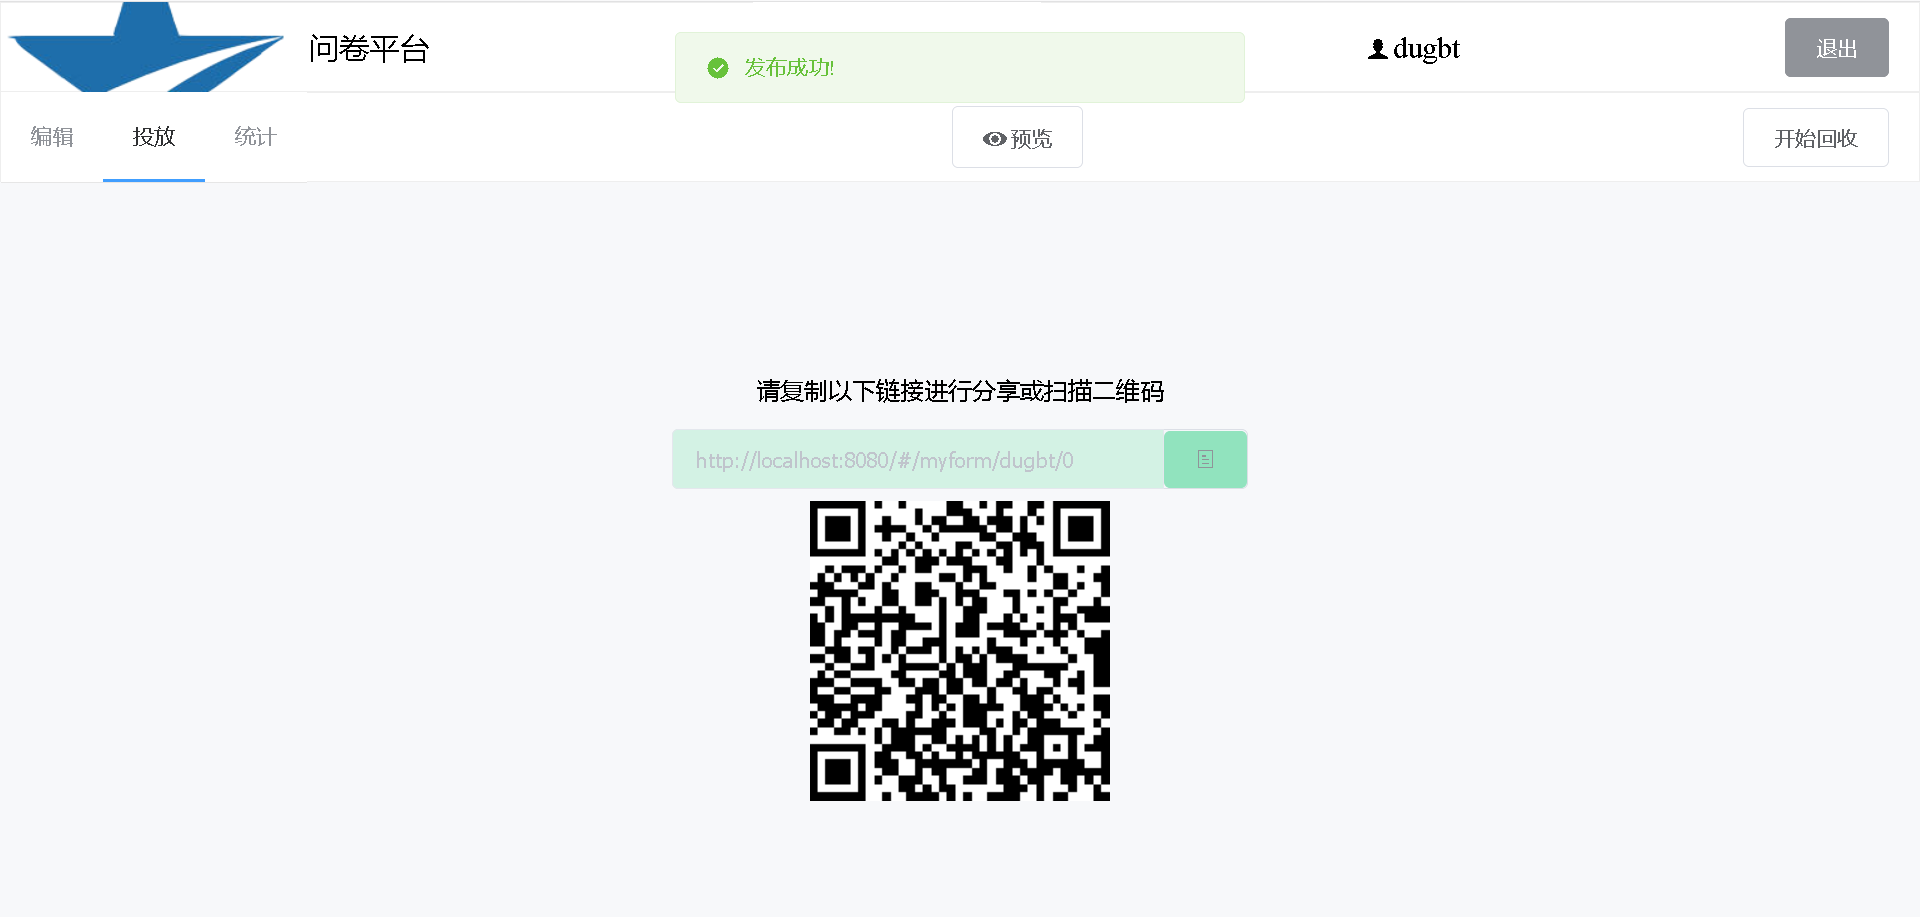 问卷平台
发布成功!
dugbt
退出
编辑
投放
统计
预览
开始回收
请复制以下链接进行分享或扫描二维码
http://localhost:8080/#/myform/dugbt/0